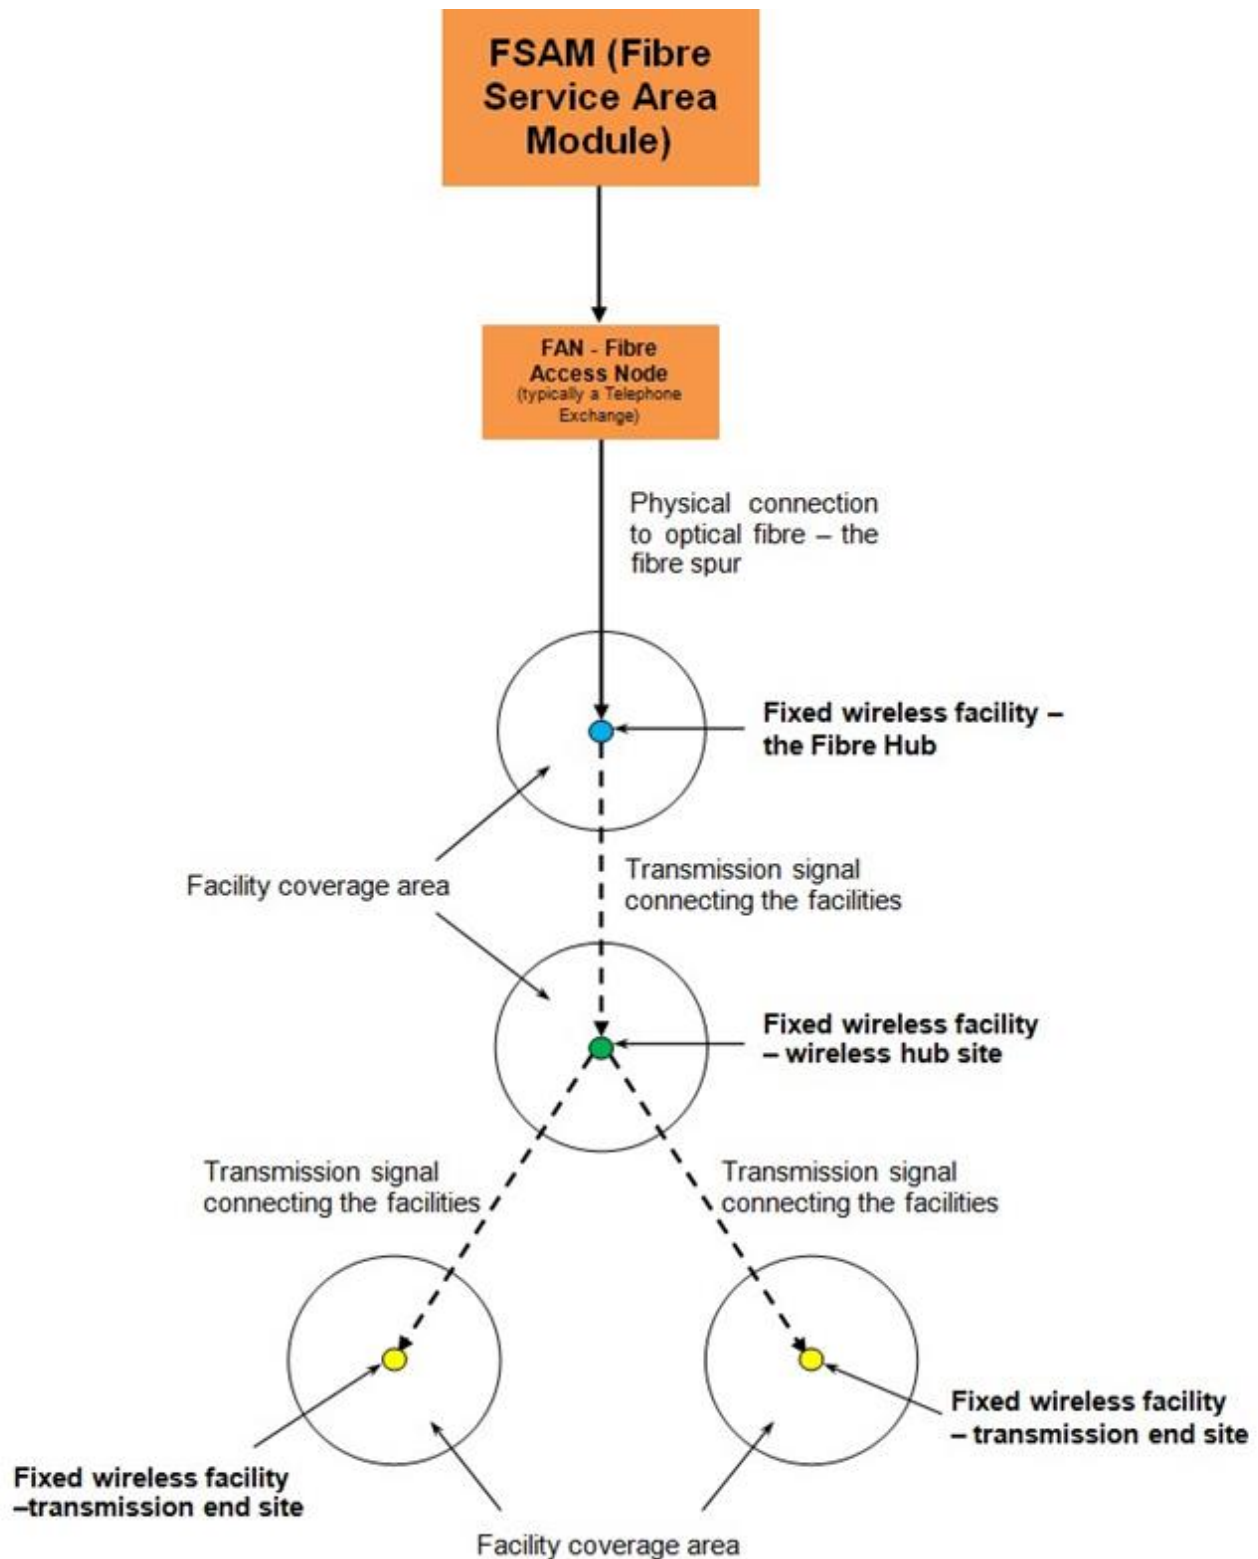 FSAM (Fibre
Service Area
Module)
FAN - Fibre
Access Node
(typically a Telephone
Exchange)
Physical connection
to optical fibre – the
fibre spur
Fixed wireless facility –
the Fibre Hub
Transmission signal
connecting the facilities
Facility coverage area
Fixed wireless facility
– wireless hub site
Transmission signal
connecting the facilities
Transmission signal
connecting the facilities
Fixed wireless facility
– transmission end site
Fixed wireless facility
–transmission end site
Facility coverage area